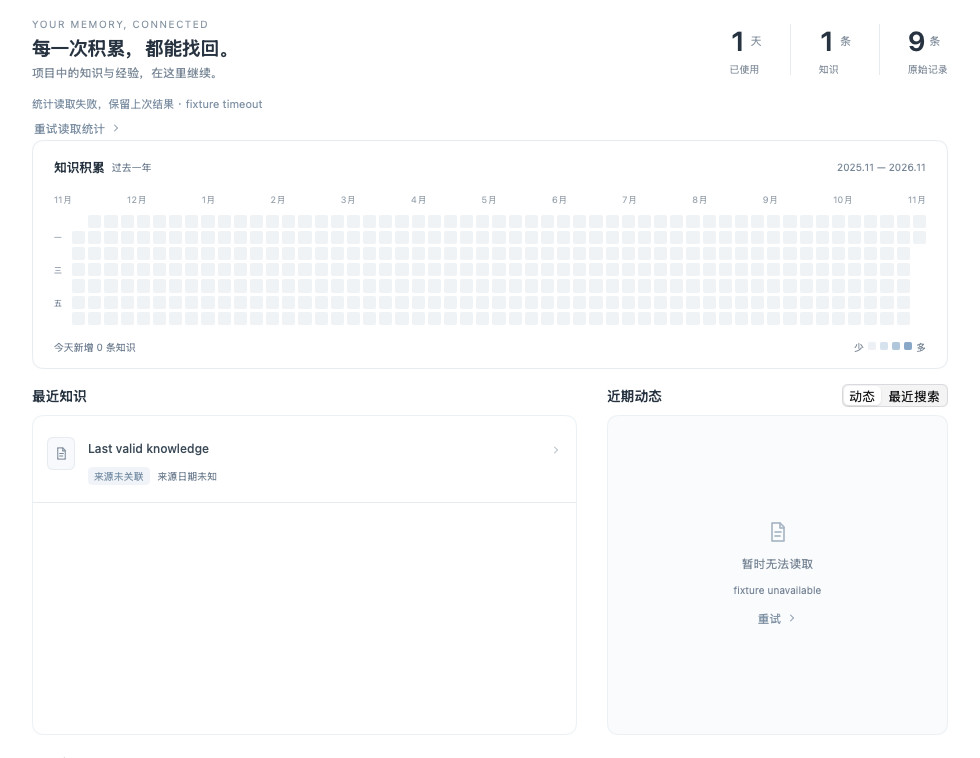 YOUR MEMORY, CONNECTED
每一次积累，都能找回。
项目中的知识与经验，在这里继续。
1 天
已使用
1 条
知识
9 条
原始记录
统计读取失败，保留上次结果 · fixture timeout
重试读取统计
知识积累 过去一年
2025.11 — 2026.11
11月 12月 1月 2月 3月 4月 5月 6月 7月 8月 9月 10月 11月
一
三
五
今天新增 0 条知识
少 多
最近知识
Last valid knowledge
来源未关联 来源日期未知
近期动态
动态 最近搜索
暂时无法读取
fixture unavailable
重试